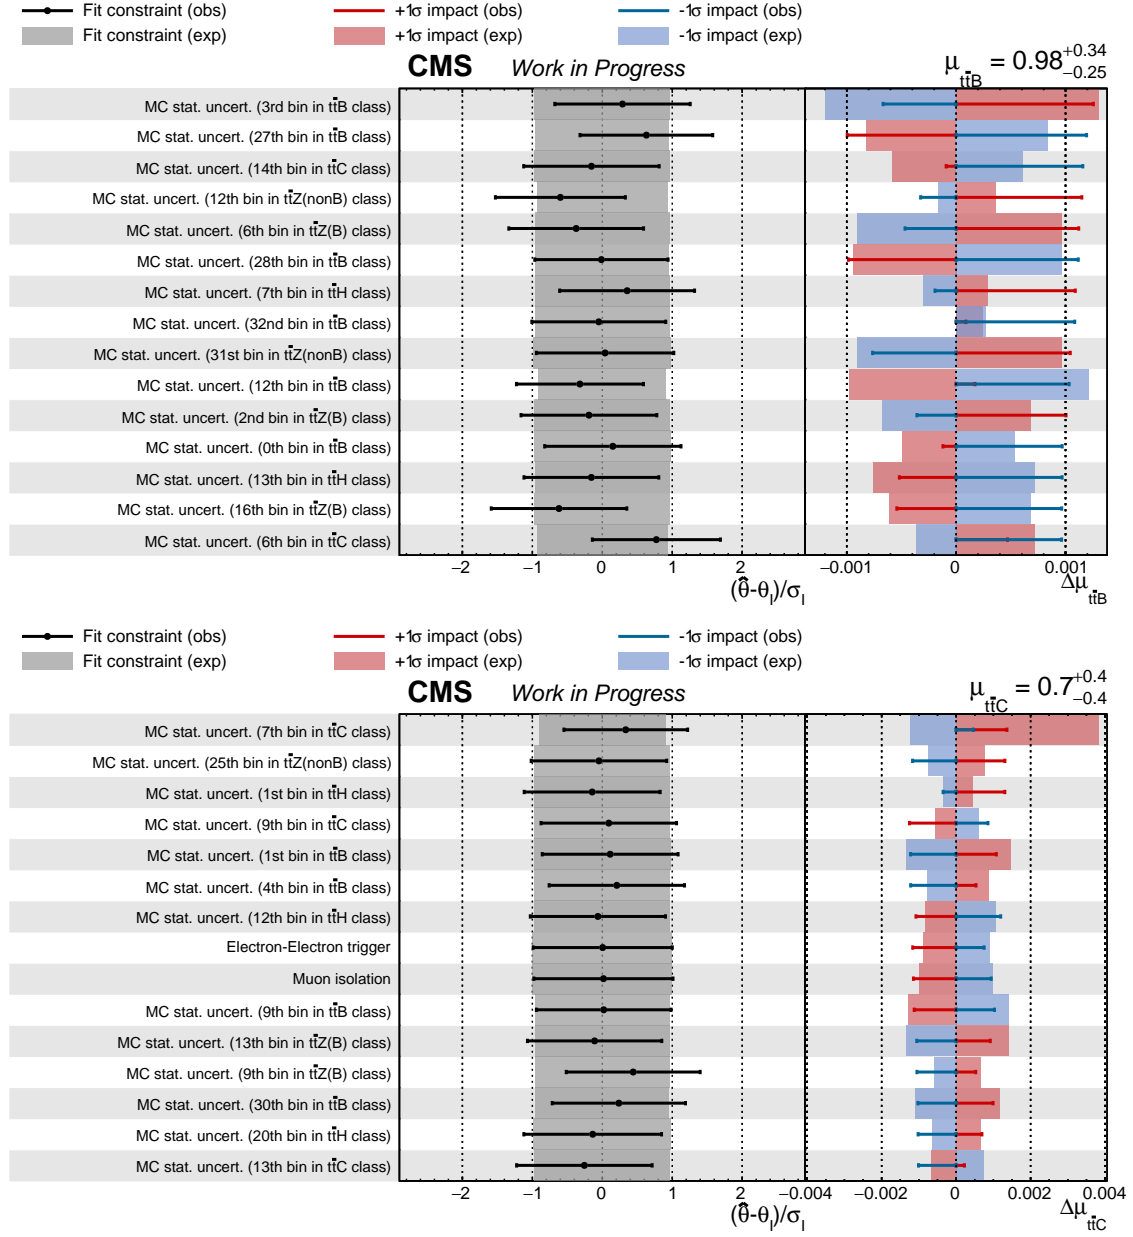 Fit constraint (obs) +1σ impact (obs) -1σ impact (obs)
Fit constraint (exp) +1σ impact (exp) -1σ impact (exp)
CMS Work in Progress μ_{tt̄B} = 0.98 +0.34 −0.25
MC stat. uncert. (3rd bin in tt̄B class)
MC stat. uncert. (27th bin in tt̄B class)
MC stat. uncert. (14th bin in tt̄C class)
MC stat. uncert. (12th bin in tt̄Z(nonB) class)
MC stat. uncert. (6th bin in tt̄Z(B) class)
MC stat. uncert. (28th bin in tt̄B class)
MC stat. uncert. (7th bin in tt̄H class)
MC stat. uncert. (32nd bin in tt̄B class)
MC stat. uncert. (31st bin in tt̄Z(nonB) class)
MC stat. uncert. (12th bin in tt̄B class)
MC stat. uncert. (2nd bin in tt̄Z(B) class)
MC stat. uncert. (0th bin in tt̄B class)
MC stat. uncert. (13th bin in tt̄H class)
MC stat. uncert. (16th bin in tt̄Z(B) class)
MC stat. uncert. (6th bin in tt̄C class)
−2 −1 0 1 2 −0.001 0 0.001
(θ̂-θ_I)/σ_I Δμ_{tt̄B}
Fit constraint (obs) +1σ impact (obs) -1σ impact (obs)
Fit constraint (exp) +1σ impact (exp) -1σ impact (exp)
CMS Work in Progress μ_{tt̄C} = 0.7 +0.4 −0.4
MC stat. uncert. (7th bin in tt̄C class)
MC stat. uncert. (25th bin in tt̄Z(nonB) class)
MC stat. uncert. (1st bin in tt̄H class)
MC stat. uncert. (9th bin in tt̄C class)
MC stat. uncert. (1st bin in tt̄B class)
MC stat. uncert. (4th bin in tt̄B class)
MC stat. uncert. (12th bin in tt̄H class)
Electron-Electron trigger
Muon isolation
MC stat. uncert. (9th bin in tt̄B class)
MC stat. uncert. (13th bin in tt̄Z(B) class)
MC stat. uncert. (9th bin in tt̄Z(B) class)
MC stat. uncert. (30th bin in tt̄B class)
MC stat. uncert. (20th bin in tt̄H class)
MC stat. uncert. (13th bin in tt̄C class)
−2 −1 0 1 2 −0.004 −0.002 0 0.002 0.004
(θ̂-θ_I)/σ_I Δμ_{tt̄C}